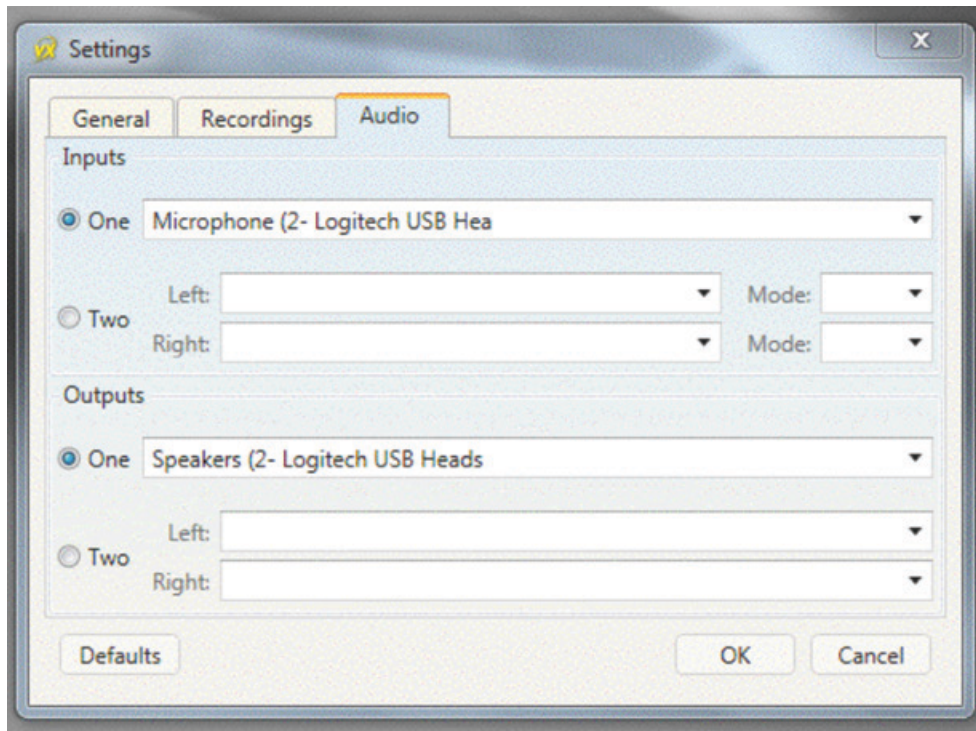 Settings
General Recordings Audio
Inputs
One Microphone (2- Logitech USB Hea
Left: Mode:
Two
Right: Mode:
Outputs
One Speakers (2- Logitech USB Heads
Left:
Two
Right:
Defaults OK Cancel